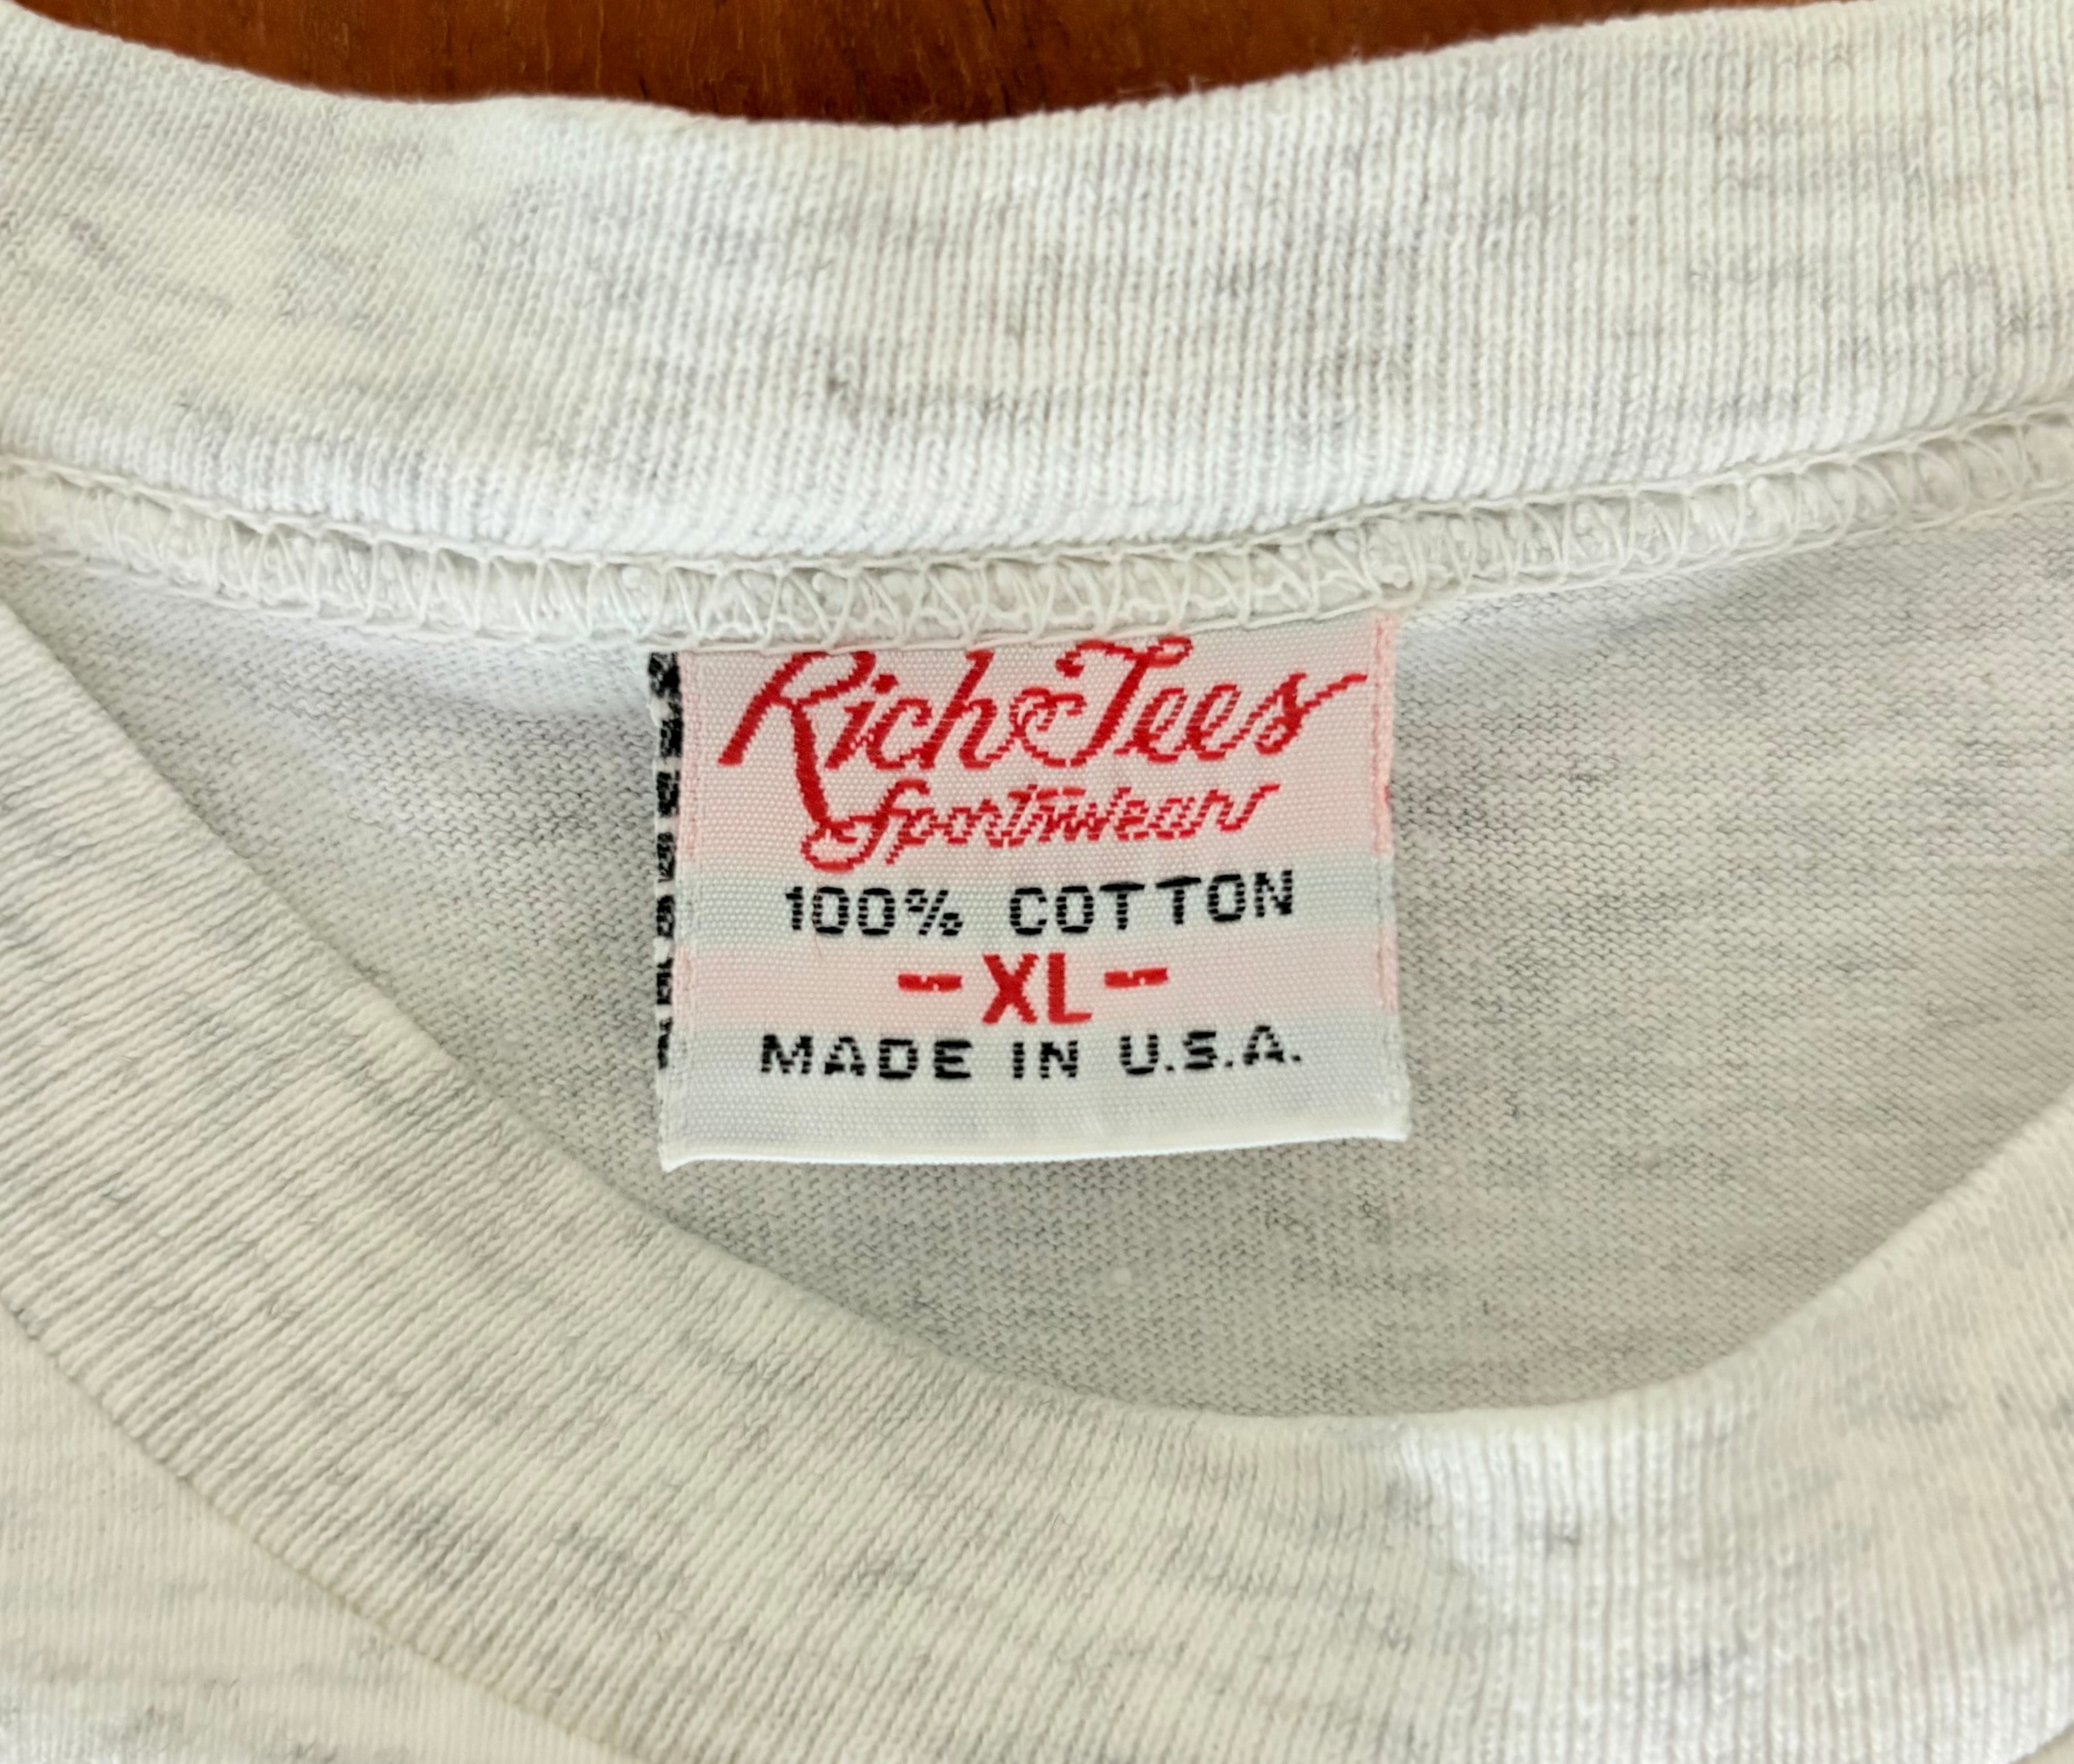 Rich Tees
Sportswear
100% COTTON
-XL-
MADE IN U.S.A.